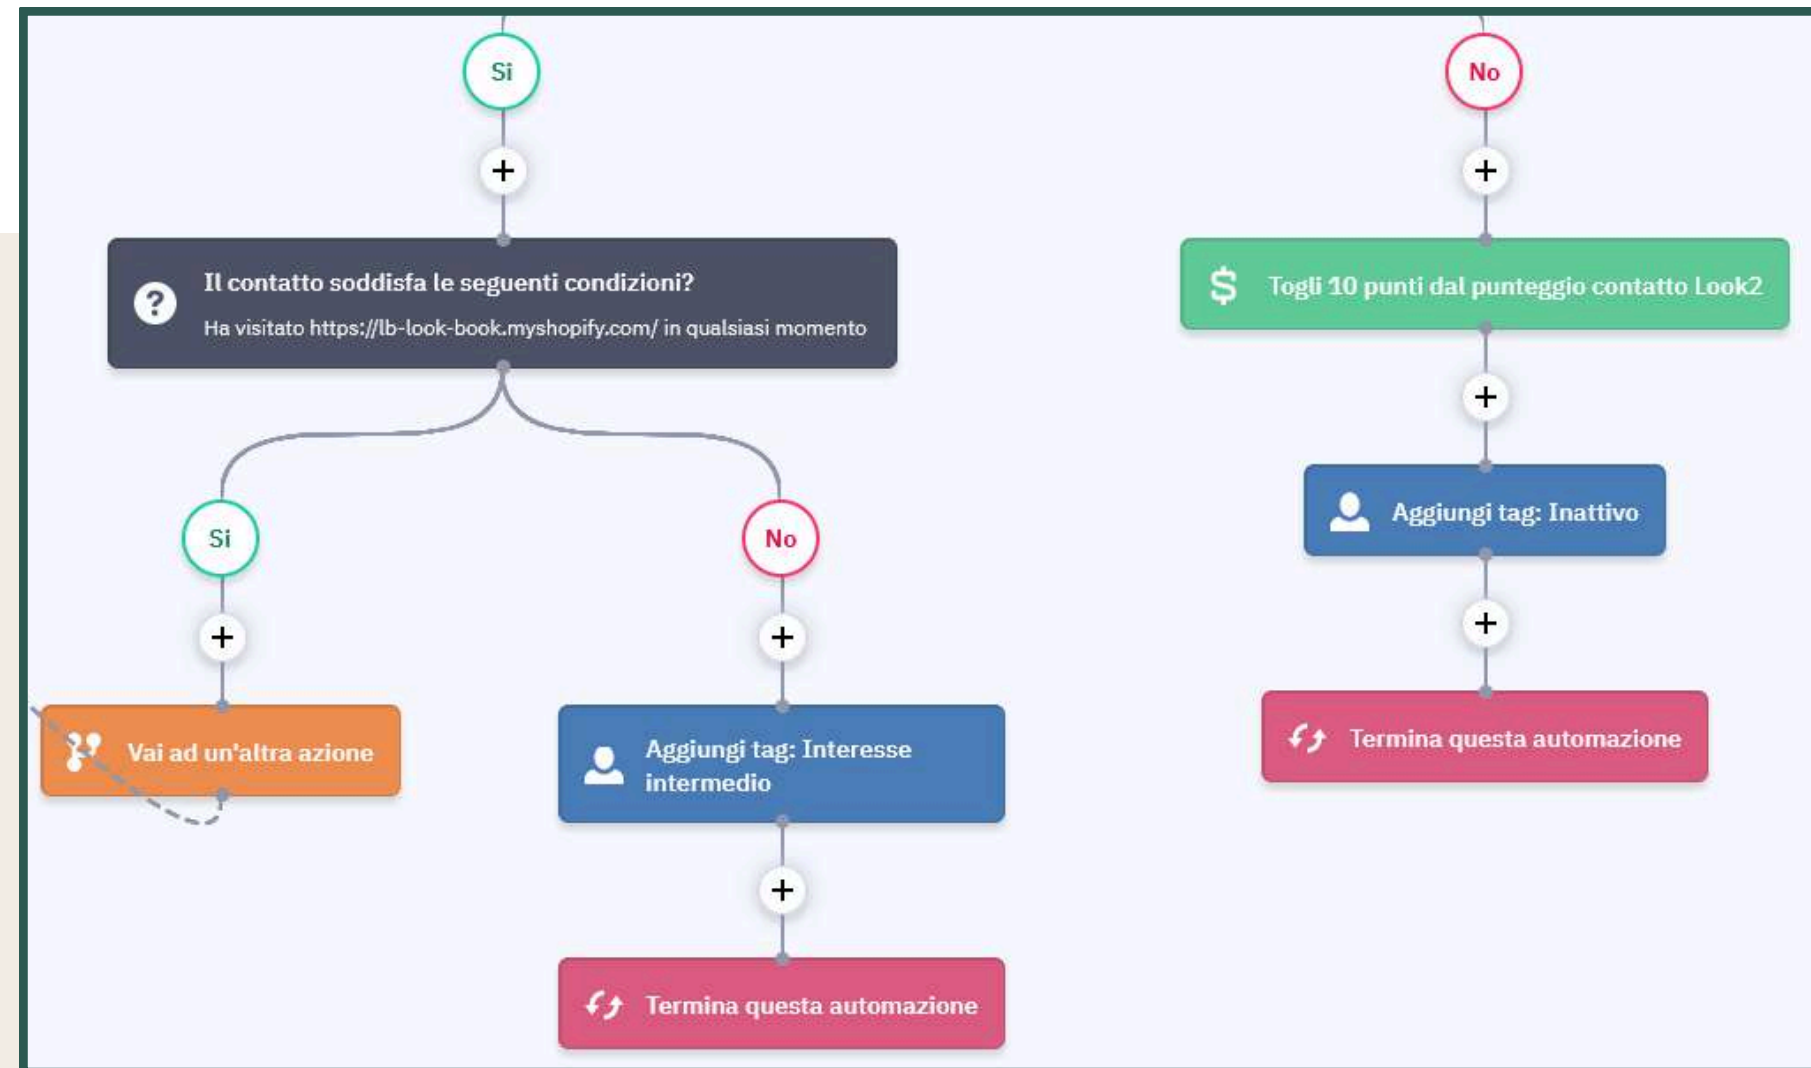 Si
No
Il contatto soddisfa le seguenti condizioni?
Ha visitato https://lb-look-book.myshopify.com/ in qualsiasi momento
Togli 10 punti dal punteggio contatto Look2
Aggiungi tag: Inattivo
Si
No
Vai ad un'altra azione
Aggiungi tag: Interesse
intermedio
Termina questa automazione
Termina questa automazione